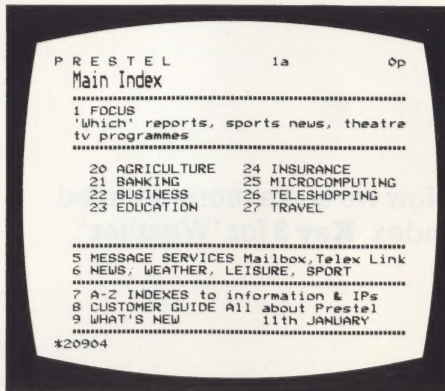 PRESTEL 1a 0p
Main Index
1 FOCUS
'Which' reports, sports news, theatre
tv programmes
20 AGRICULTURE 24 INSURANCE
21 BANKING 25 MICROCOMPUTING
22 BUSINESS 26 TELESHOPPING
23 EDUCATION 27 TRAVEL
5 MESSAGE SERVICES Mailbox,Telex Link
6 NEWS, WEATHER, LEISURE, SPORT
7 A-Z INDEXES to information & IPs
8 CUSTOMER GUIDE All about Prestel
9 WHAT'S NEW 11th JANUARY
*20904